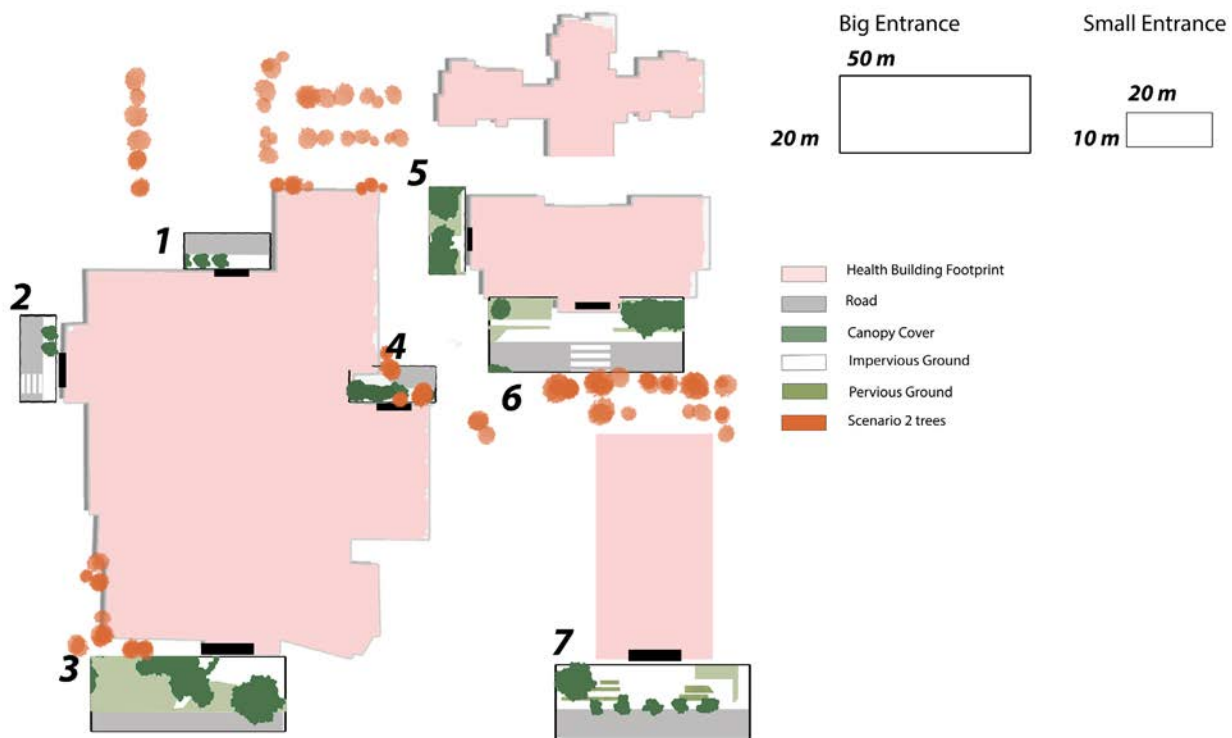 Big Entrance
50 m
20 m
Small Entrance
20 m
10 m
5
1
2
4
6
3
7
Health Building Footprint
Road
Canopy Cover
Impervious Ground
Pervious Ground
Scenario 2 trees